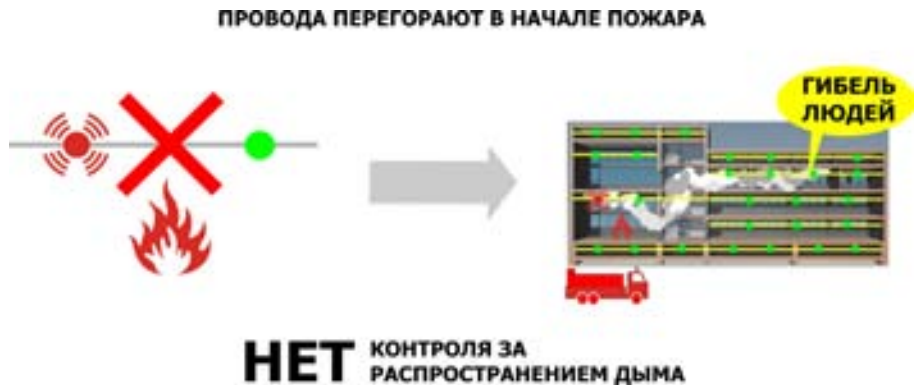 ПРОВОДА ПЕРЕГОРАЮТ В НАЧАЛЕ ПОЖАРА
ГИБЕЛЬ
ЛЮДЕЙ
НЕТ КОНТРОЛЯ ЗА
РАСПРОСТРАНЕНИЕМ ДЫМА